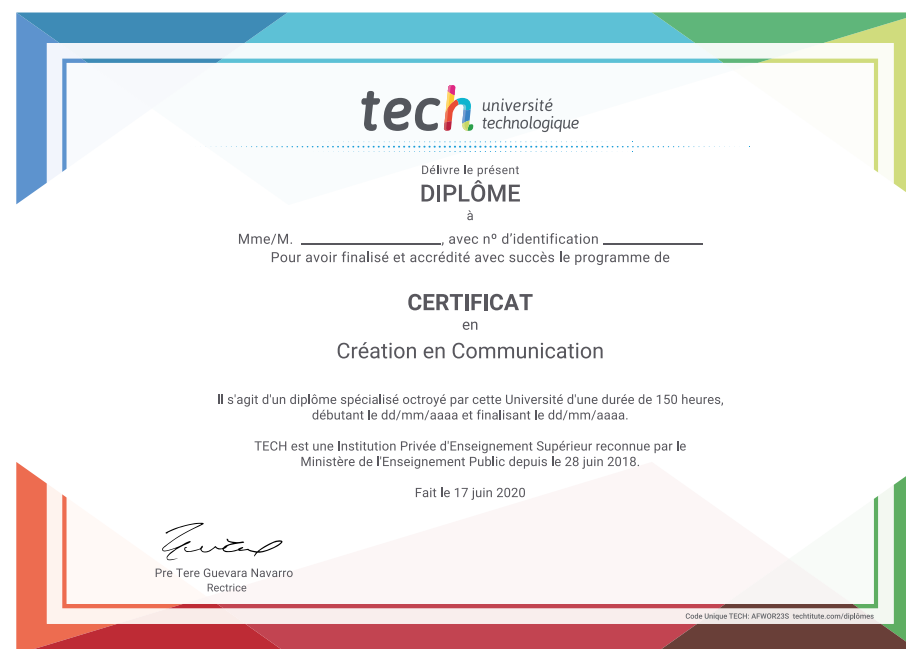 tech université
technologique
Délivre le présent
DIPLÔME
à
Mme/M. ____________________, avec nº d'identification ______________
Pour avoir finalisé et accrédité avec succès le programme de
CERTIFICAT
en
Création en Communication
Il s'agit d'un diplôme spécialisé octroyé par cette Université d'une durée de 150 heures,
débutant le dd/mm/aaaa et finalisant le dd/mm/aaaa.
TECH est une Institution Privée d'Enseignement Supérieur reconnue par le
Ministère de l'Enseignement Public depuis le 28 juin 2018.
Fait le 17 juin 2020
Pre Tere Guevara Navarro
Rectrice
Code Unique TECH: AFWOR23S techtitute.com/diplômes